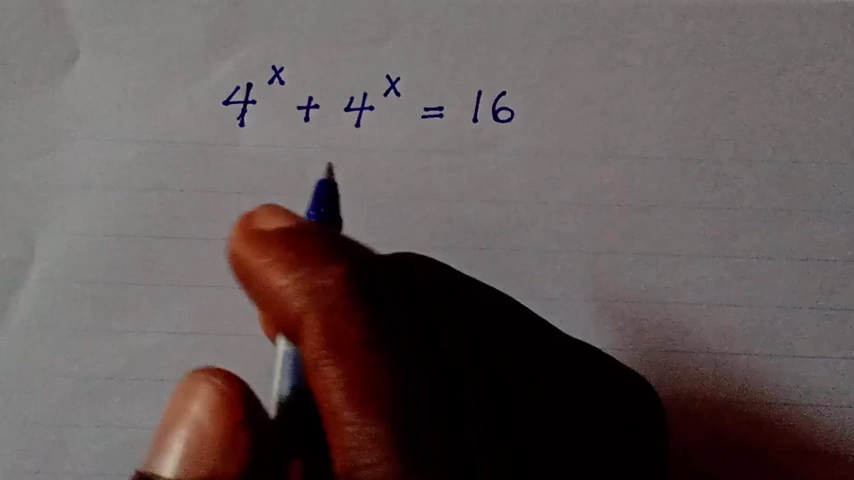 4^x + 4^x = 16